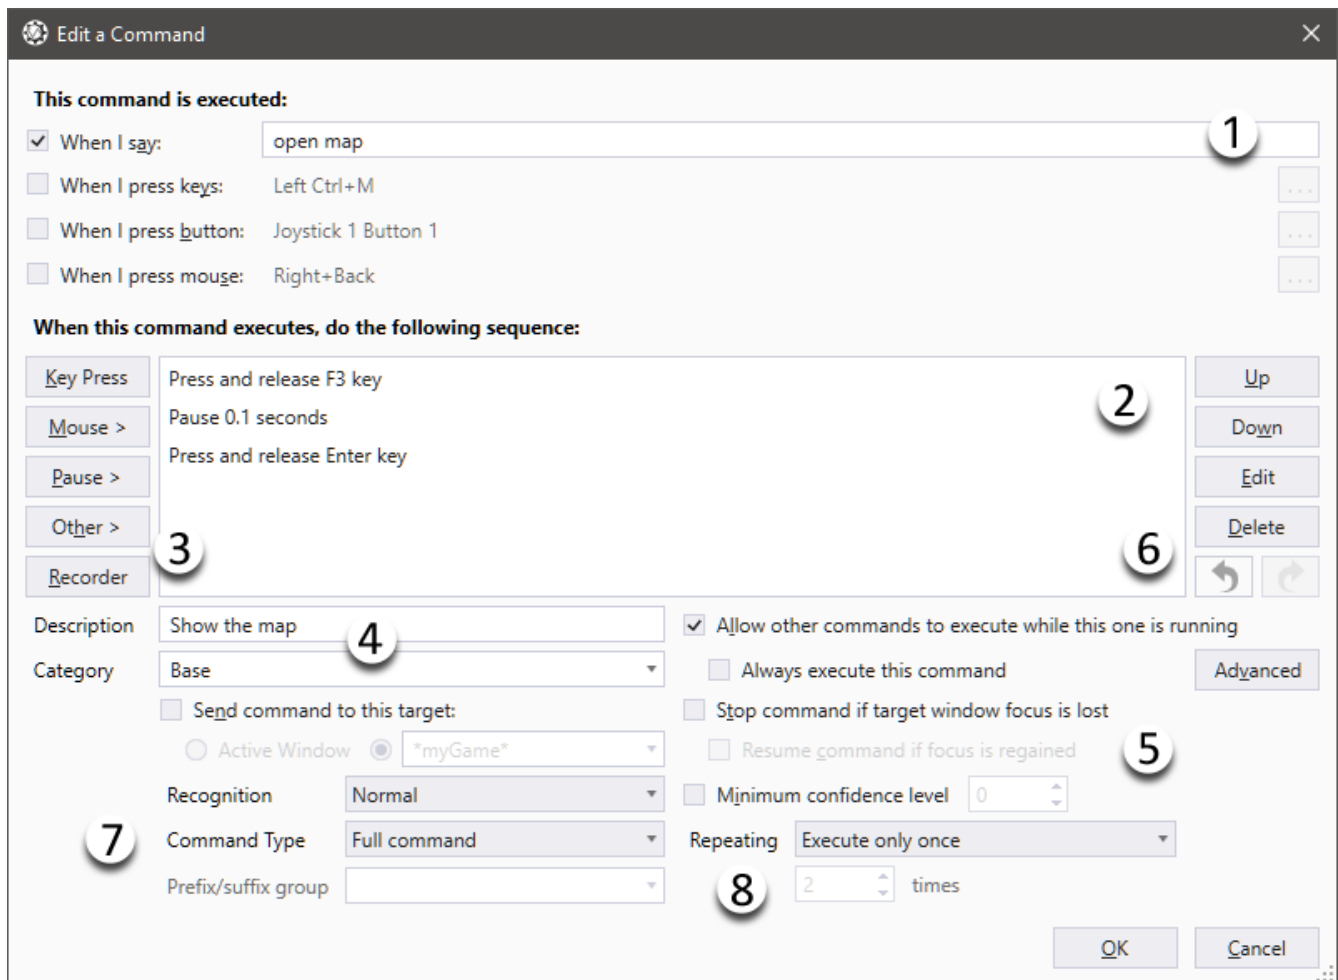 Edit a Command
This command is executed:
When I say: open map 1
When I press keys: Left Ctrl+M ...
When I press button: Joystick 1 Button 1 ...
When I press mouse: Right+Back ...
When this command executes, do the following sequence:
Key Press Press and release F3 key 2 Up
Mouse > Pause 0.1 seconds Down
Pause > Press and release Enter key Edit
Other > 3 6 Delete
Recorder
Description Show the map 4 Allow other commands to execute while this one is running
Category Base Always execute this command Advanced
Send command to this target: Stop command if target window focus is lost
Active Window *myGame* Resume command if focus is regained 5
Recognition Normal Minimum confidence level 0
7 Command Type Full command Repeating Execute only once
Prefix/suffix group 8 2 times
OK Cancel